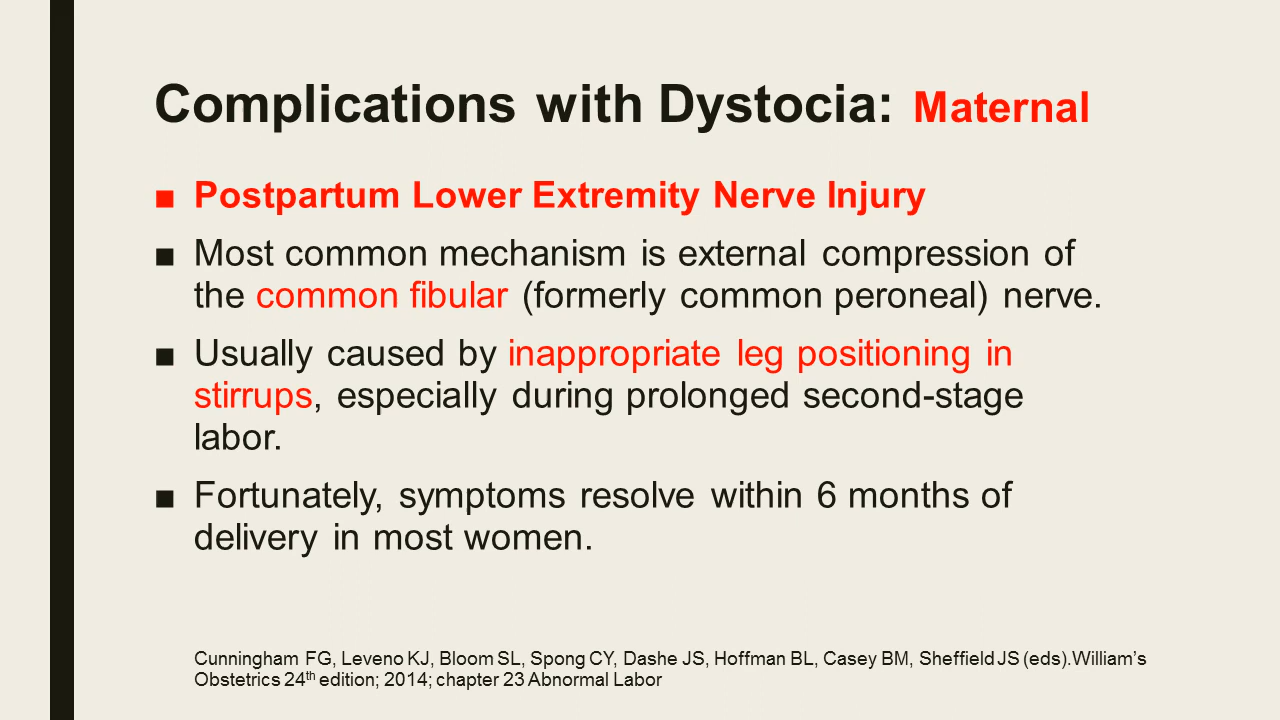 Complications with Dystocia: Maternal
■ Postpartum Lower Extremity Nerve Injury
■ Most common mechanism is external compression of
the common fibular (formerly common peroneal) nerve.
■ Usually caused by inappropriate leg positioning in
stirrups, especially during prolonged second-stage
labor.
■ Fortunately, symptoms resolve within 6 months of
delivery in most women.
Cunningham FG, Leveno KJ, Bloom SL, Spong CY, Dashe JS, Hoffman BL, Casey BM, Sheffield JS (eds).William's
Obstetrics 24th edition; 2014; chapter 23 Abnormal Labor